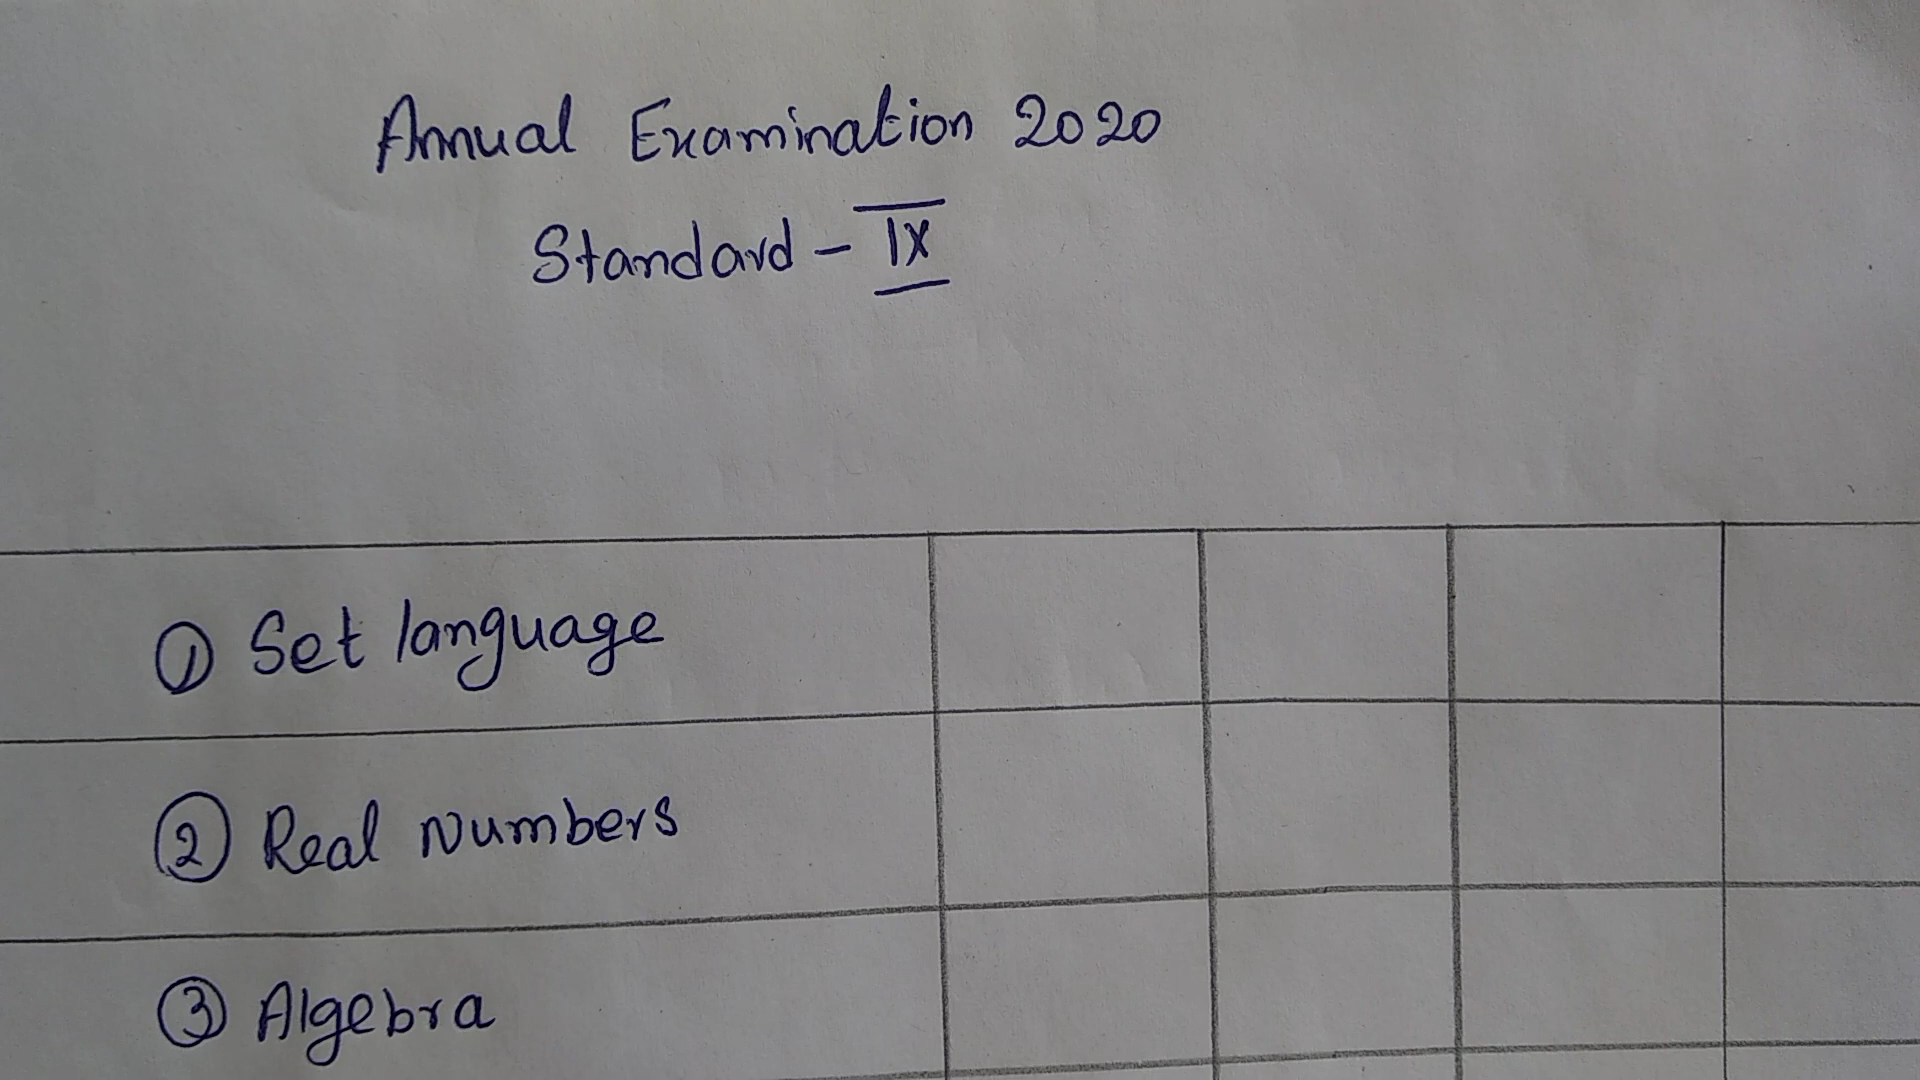 Annual Examination 2020
Standard - IX
① Set language
② Real Numbers
③ Algebra